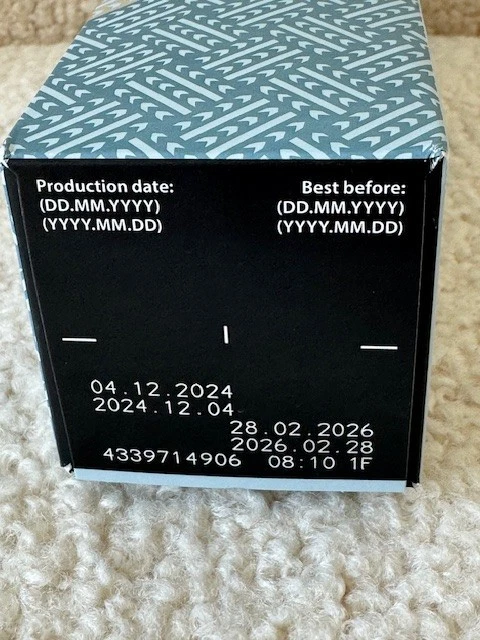 Production date:
(DD.MM.YYYY)
(YYYY.MM.DD)
Best before:
(DD.MM.YYYY)
(YYYY.MM.DD)
04.12.2024
2024.12.04
28.02.2026
2026.02.28
4339714906 08:10 1F